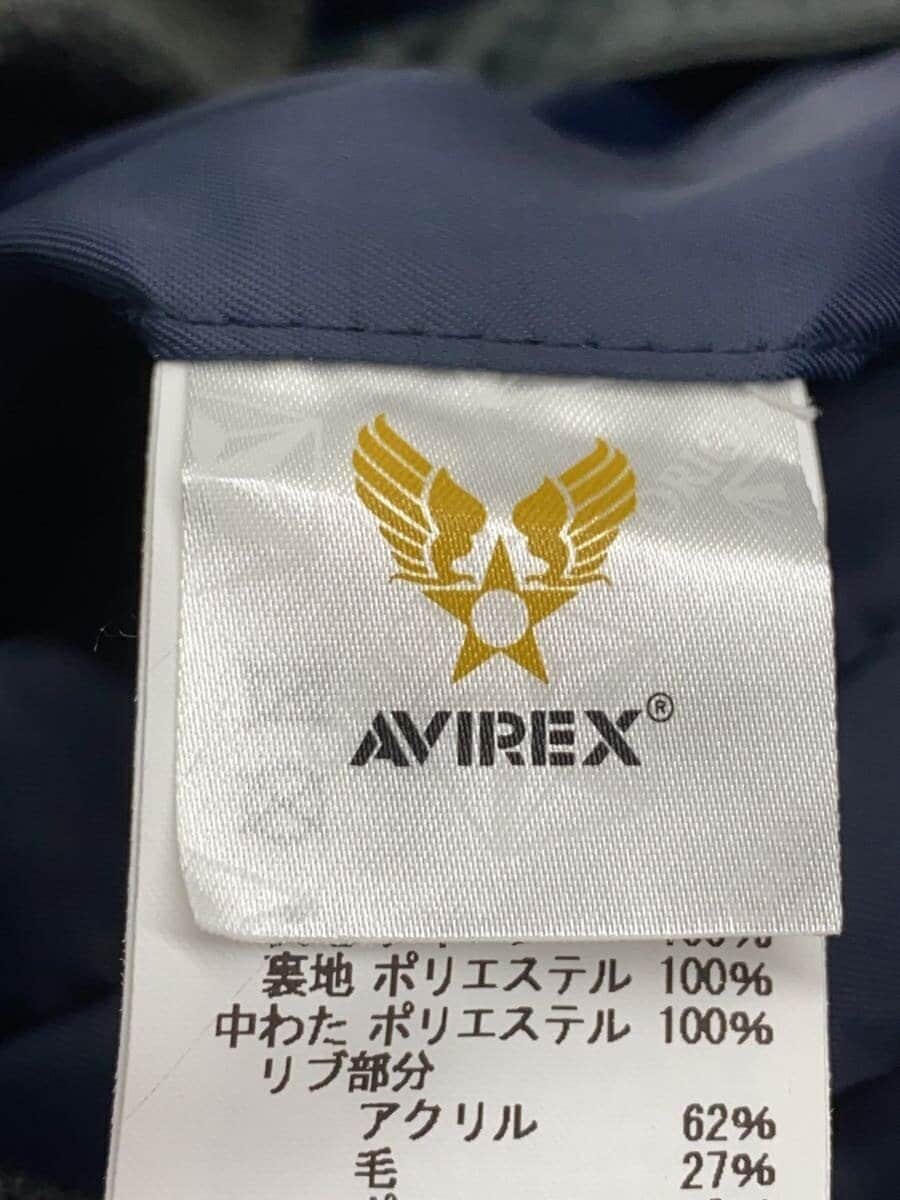 AVIREX®
100%
裏地 ポリエステル 100%
中わた ポリエステル 100%
リブ部分
アクリル 62%
毛 27%